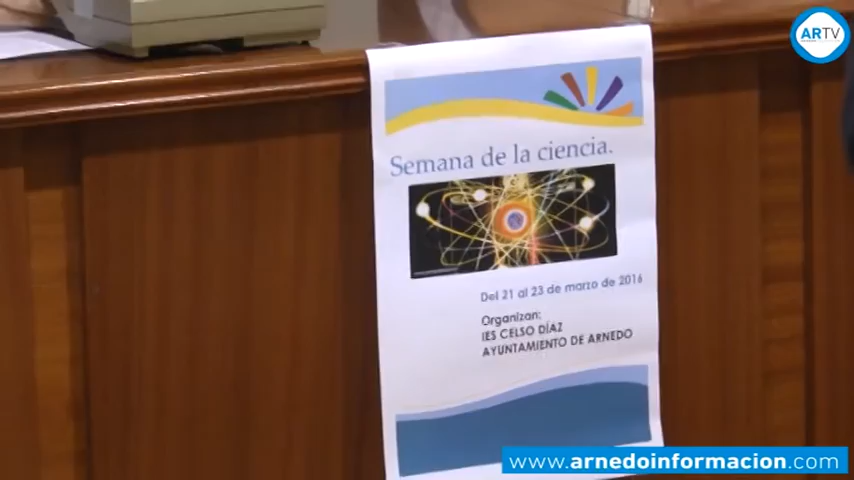 ARTV
Semana de la ciencia.
Del 21 al 23 de marzo de 2016
Organizan:
IES CELSO DÍAZ
AYUNTAMIENTO DE ARNEDO
www.arnedoinformacion.com